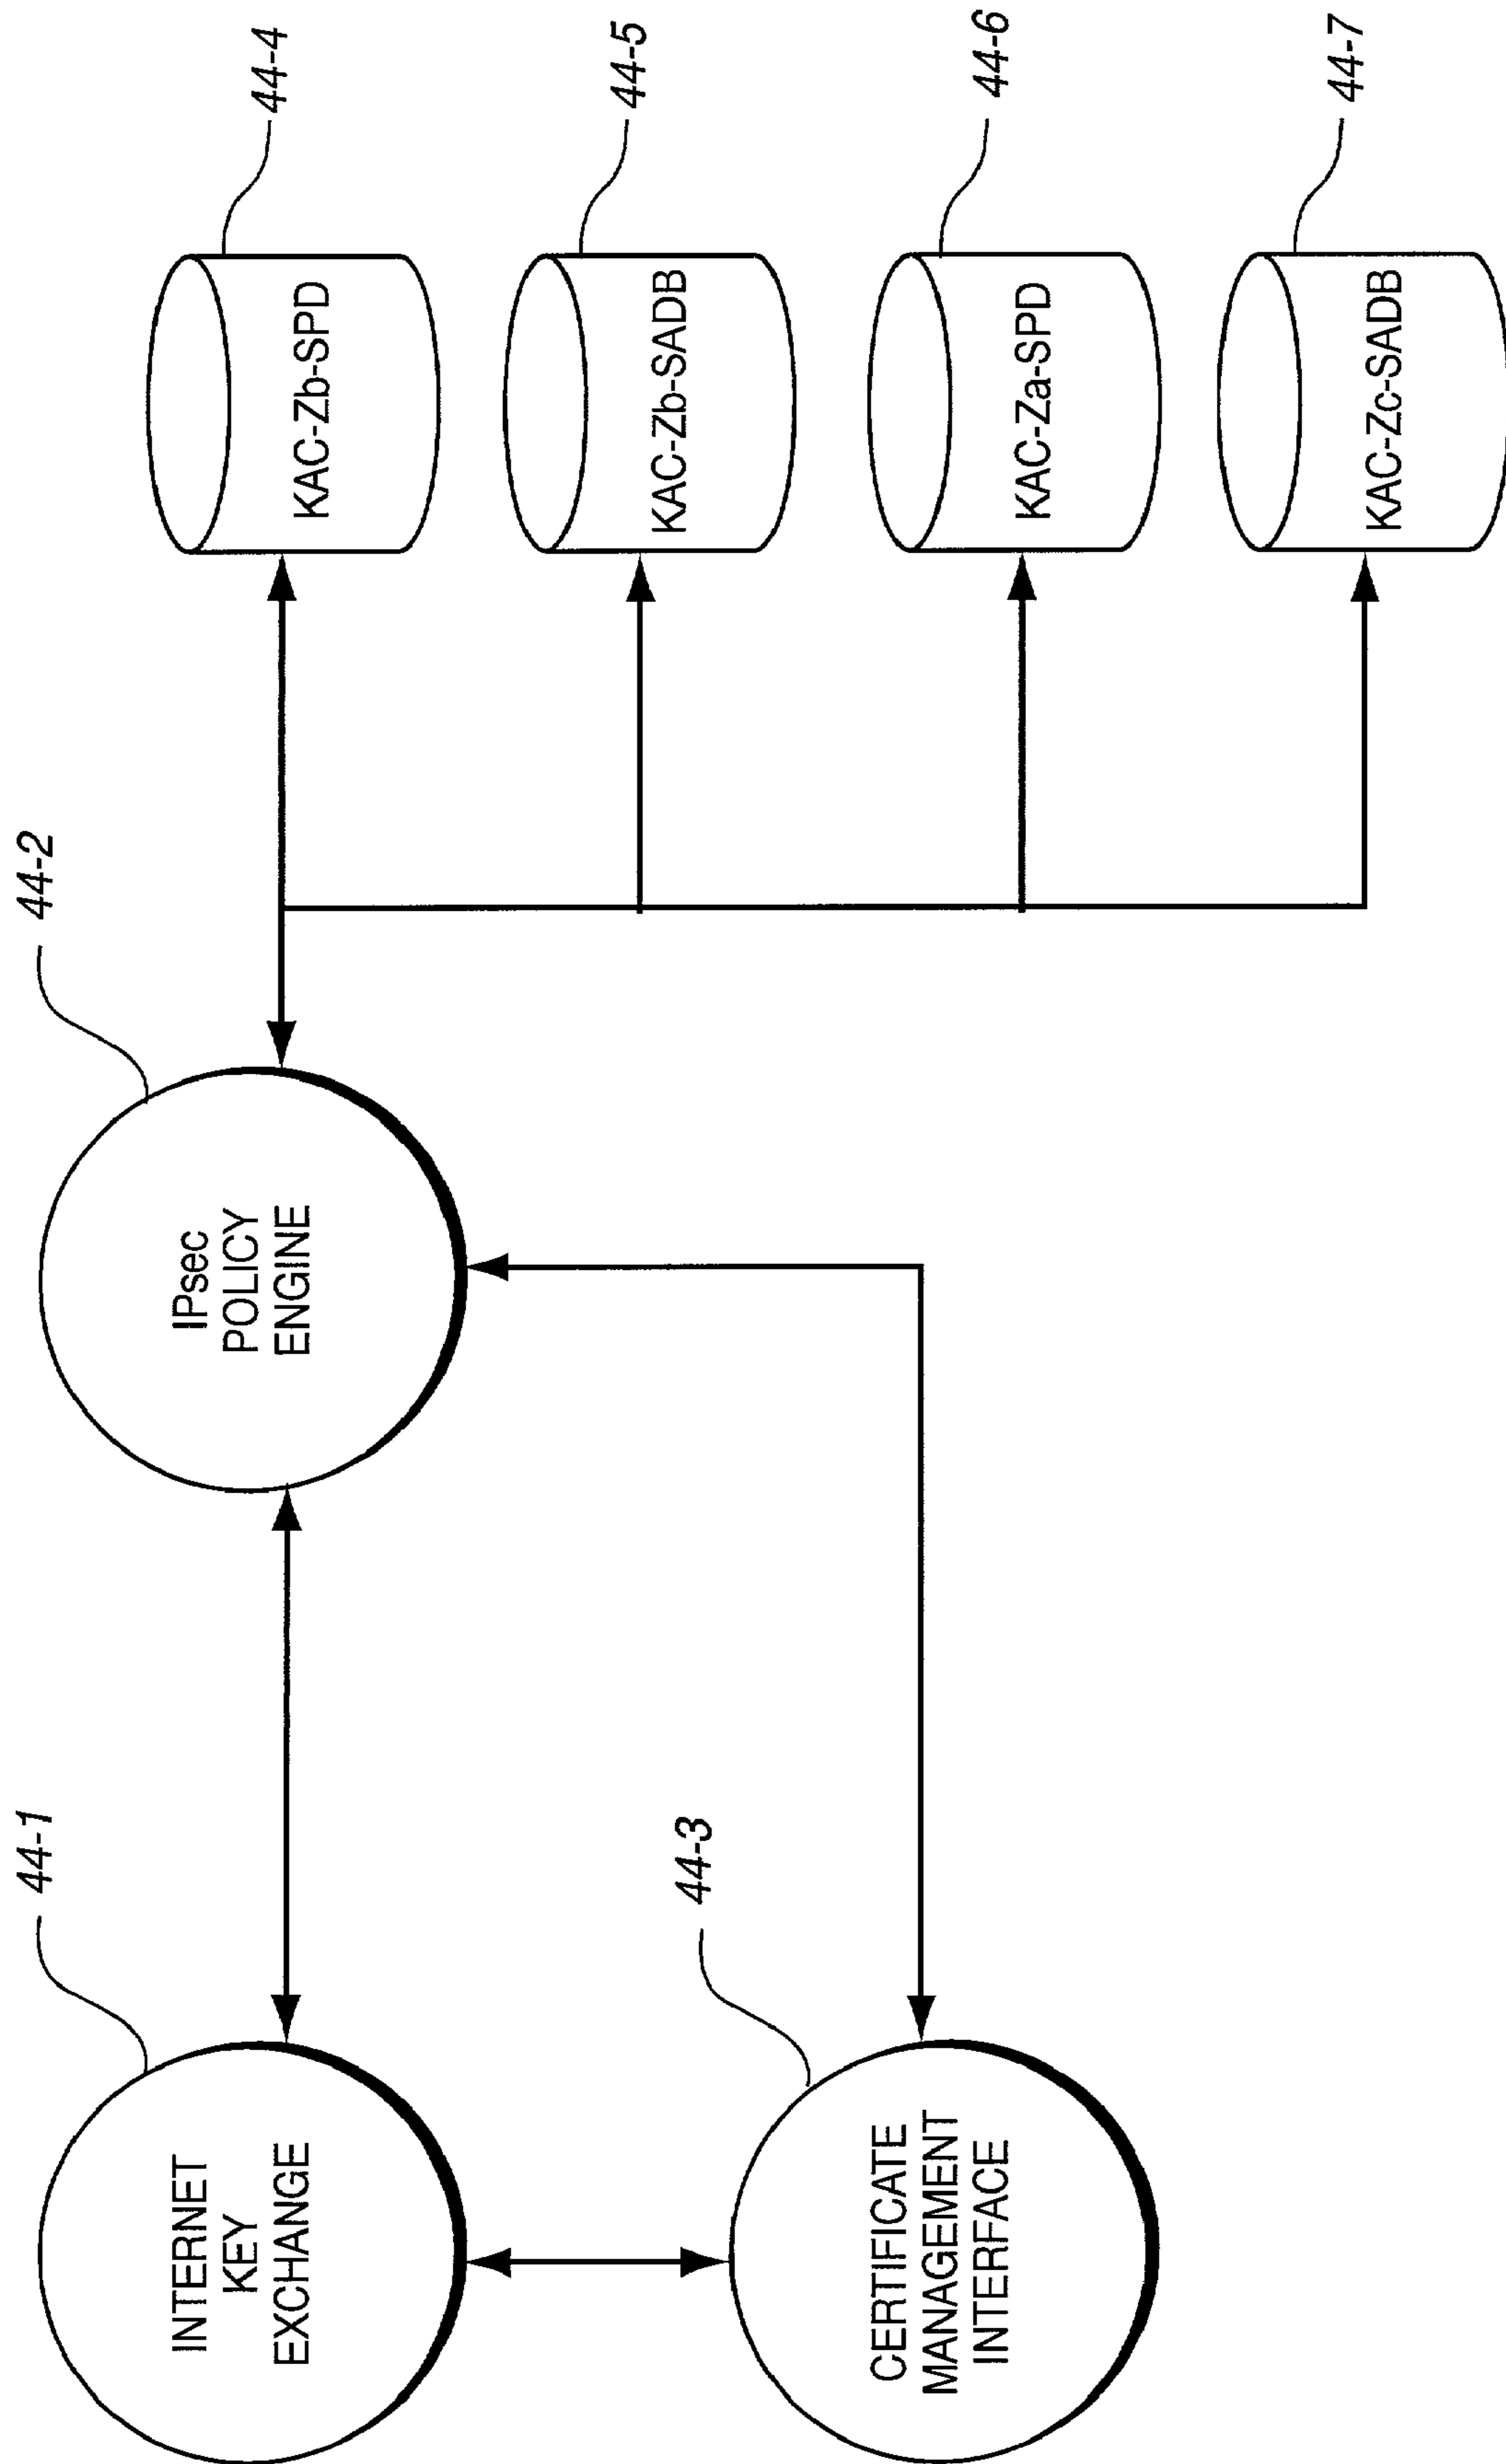 44-1
INTERNET
KEY
EXCHANGE
44-2
IPsec
POLICY
ENGINE
44-3
CERTIFICATE
MANAGEMENT
INTERFACE
44-4
KAC-Zb-SPD
44-5
KAC-Zb-SADB
44-6
KAC-Za-SPD
44-7
KAC-Zc-SADB